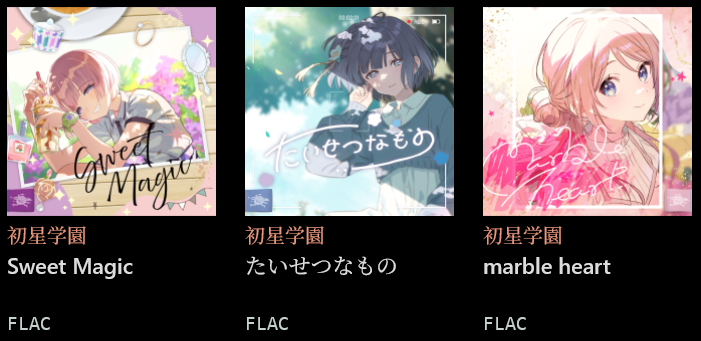 Sweet
Magic
たいせつなもの
marble
heart
初星学園
初星学園
初星学園
Sweet Magic
たいせつなもの
marble heart
FLAC
FLAC
FLAC